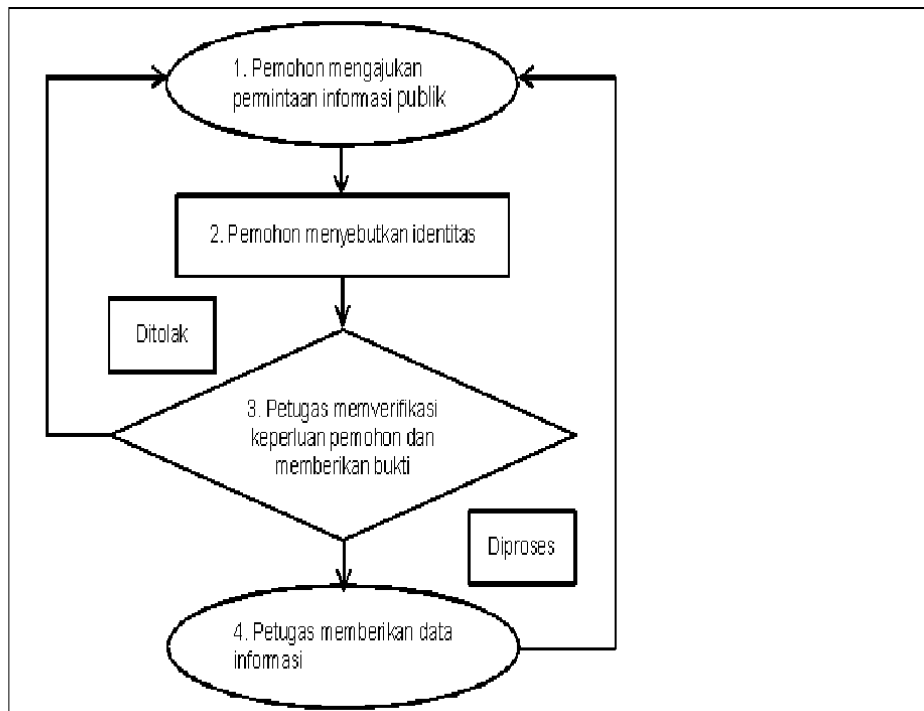 1. Pemohon mengajukan
permintaan informasi publik
2. Pemohon menyebutkan identitas
Ditolak
3. Petugas memverifikasi
keperluan pemohon dan
memberikan bukti
Diproses
4. Petugas memberikan data
informasi